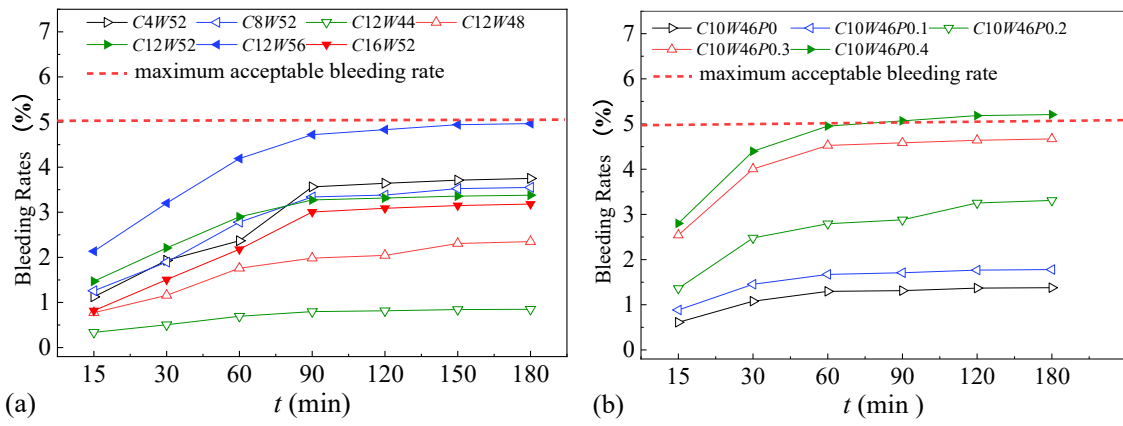 C4W52 C8W52 C12W44 C12W48
C12W52 C12W56 C16W52
maximum acceptable bleeding rate
Bleeding Rates (%)
6
5
4
3
2
1
0
15 30 60 90 120 150 180
t (min)
(a)
C10W46P0 C10W46P0.1 C10W46P0.2
C10W46P0.3 C10W46P0.4
maximum acceptable bleeding rate
Bleeding Rates (%)
7
6
5
4
3
2
1
0
15 30 60 90 120 180
t (min )
(b)